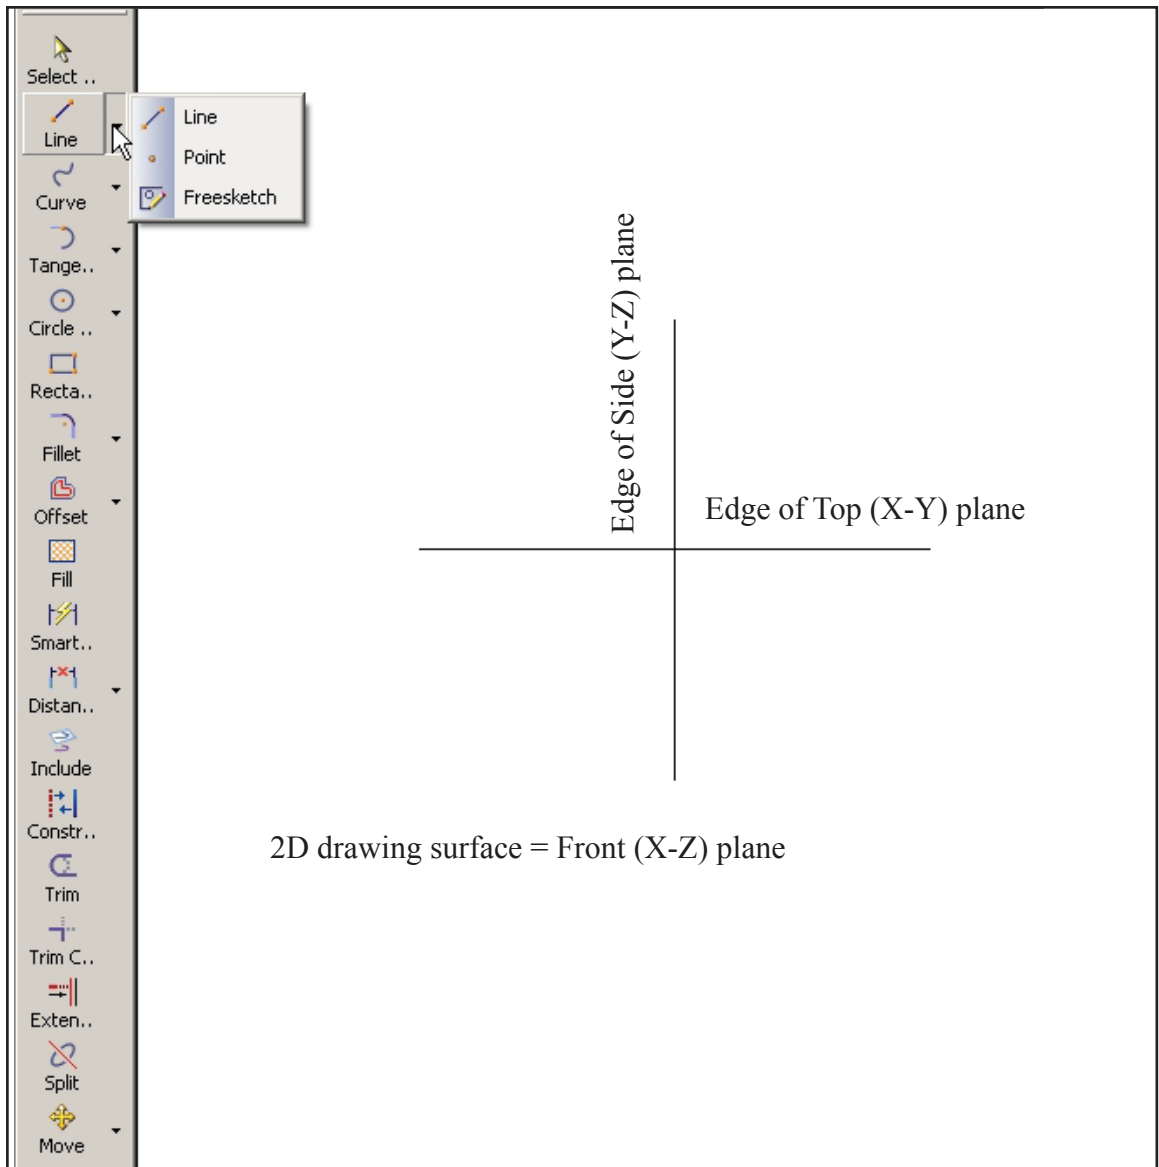 Select ..
Line
Line
Point
Freesketch
Curve
Tange..
Circle ..
Recta..
Fillet
Offset
Fill
Smart..
Distan..
Include
Constr..
Trim
Trim C..
Exten..
Split
Move
Edge of Side (Y-Z) plane
Edge of Top (X-Y) plane
2D drawing surface = Front (X-Z) plane